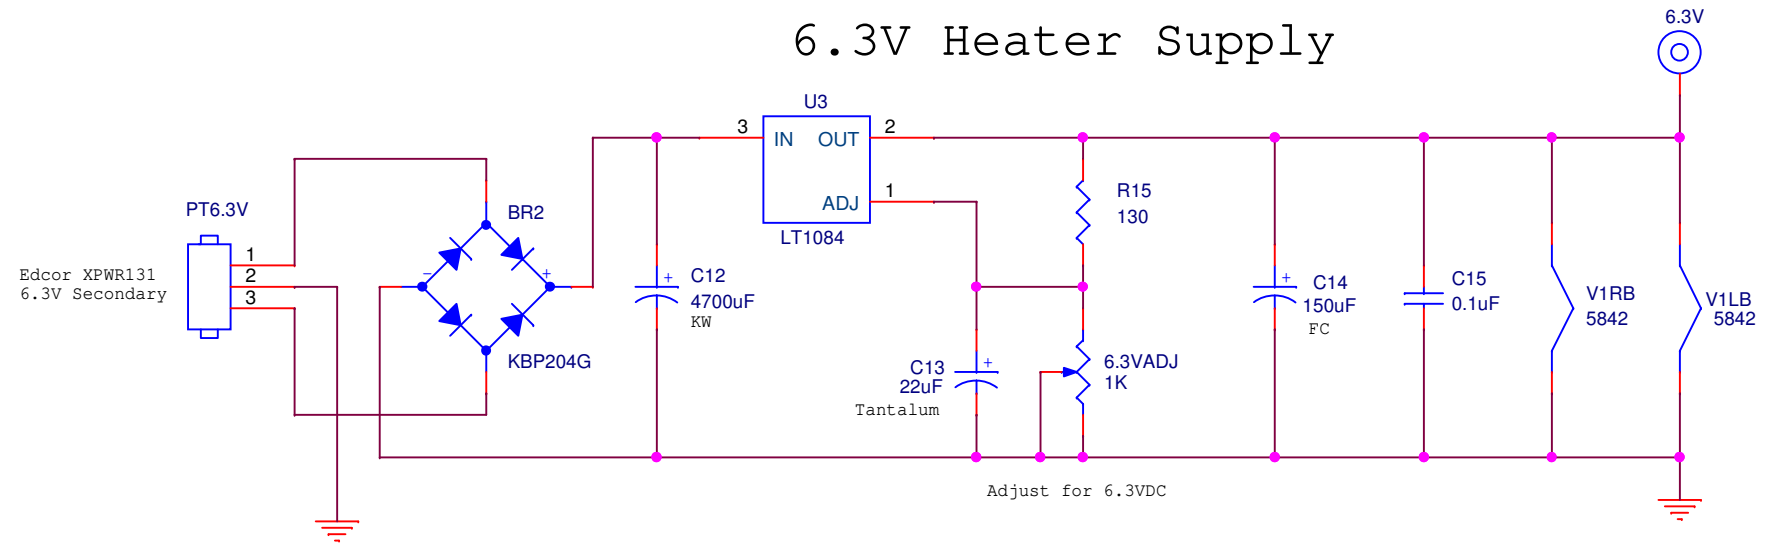 6.3V Heater Supply
6.3V
U3
3
IN
OUT
2
ADJ
1
LT1084
PT6.3V
1
2
3
Edcor XPWR131
6.3V Secondary
BR2
−
+
KBP204G
+
C12
4700uF
KW
R15
130
+
C13
22uF
Tantalum
6.3VADJ
1K
+
C14
150uF
FC
C15
0.1uF
V1RB
5842
V1LB
5842
Adjust for 6.3VDC